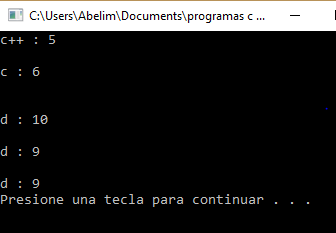 C:\Users\Abelim\Documents\programas c ...
c++ : 5
c : 6
d : 10
d : 9
d : 9
Presione una tecla para continuar . . .